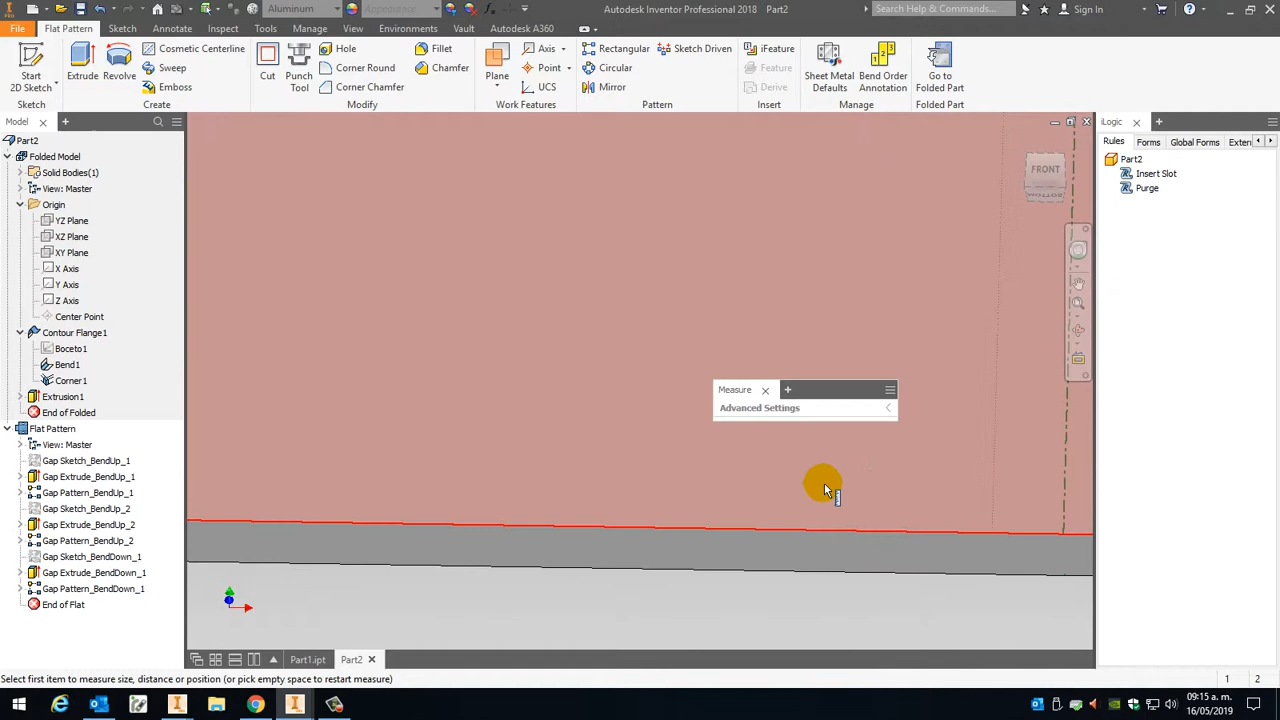 Aluminum
Appearance
Autodesk Inventor Professional 2018 Part2
Search Help & Commands...
Sign In
File
Flat Pattern
Sketch
Annotate
Inspect
Tools
Manage
View
Environments
Vault
Autodesk A360
Start
2D Sketch
Extrude
Revolve
Cosmetic Centerline
Sweep
Emboss
Cut
Punch
Tool
Hole
Corner Round
Corner Chamfer
Fillet
Chamfer
Plane
Axis
Point
UCS
Rectangular
Circular
Mirror
Sketch Driven
iFeature
Feature
Derive
Sheet Metal
Defaults
Bend Order
Annotation
Go to
Folded Part
Sketch
Create
Modify
Work Features
Pattern
Insert
Manage
Folded Part
Model
Part2
Folded Model
Solid Bodies(1)
View: Master
Origin
YZ Plane
XZ Plane
XY Plane
X Axis
Y Axis
Z Axis
Center Point
Contour Flange1
Boceto1
Bend1
Corner1
Extrusion1
End of Folded
Flat Pattern
View: Master
Gap Sketch_BendUp_1
Gap Extrude_BendUp_1
Gap Pattern_BendUp_1
Gap Sketch_BendUp_2
Gap Extrude_BendUp_2
Gap Pattern_BendUp_2
Gap Sketch_BendDown_1
Gap Extrude_BendDown_1
Gap Pattern_BendDown_1
End of Flat
FRONT
BOTTOM
Measure
Advanced Settings
iLogic
Rules
Forms
Global Forms
Exten
Part2
Insert Slot
Purge
Part1.ipt
Part2
Select first item to measure size, distance or position (or pick empty space to restart measure)
1
2
09:15 a. m.
16/05/2019